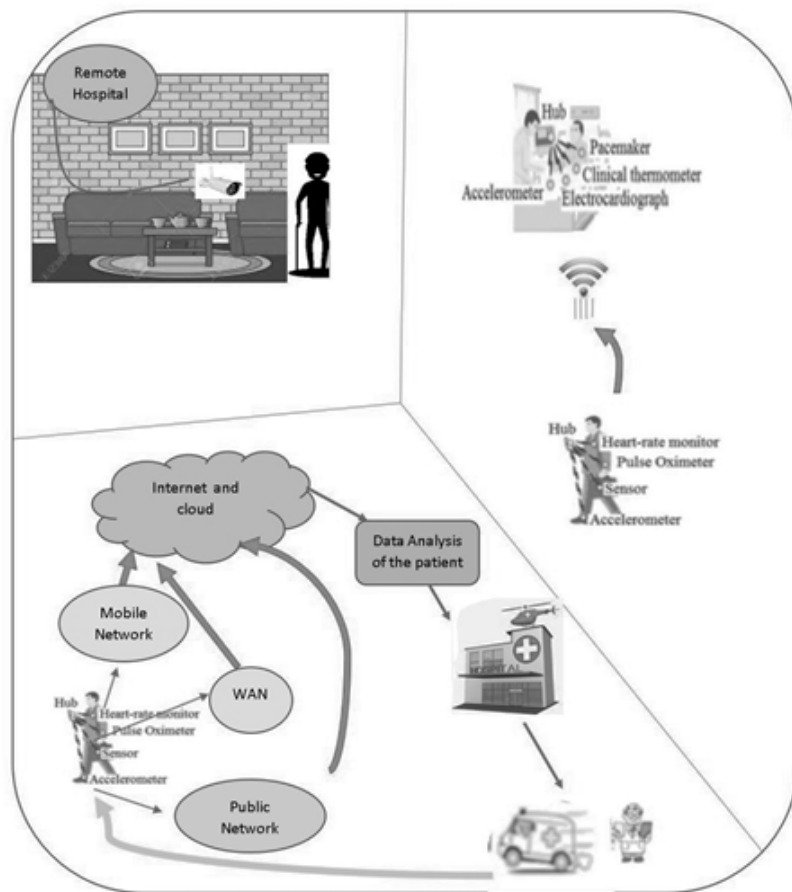 Remote
Hospital
Hub
Pacemaker
Clinical thermometer
Accelerometer
Electrocardiograph
Hub
Heart-rate monitor
Pulse Oximeter
Sensor
Accelerometer
Internet and
cloud
Data Analysis
of the patient
Mobile
Network
WAN
HOSPITAL
Hub
Heart-rate monitor
Pulse Oximeter
Sensor
Accelerometer
Public
Network